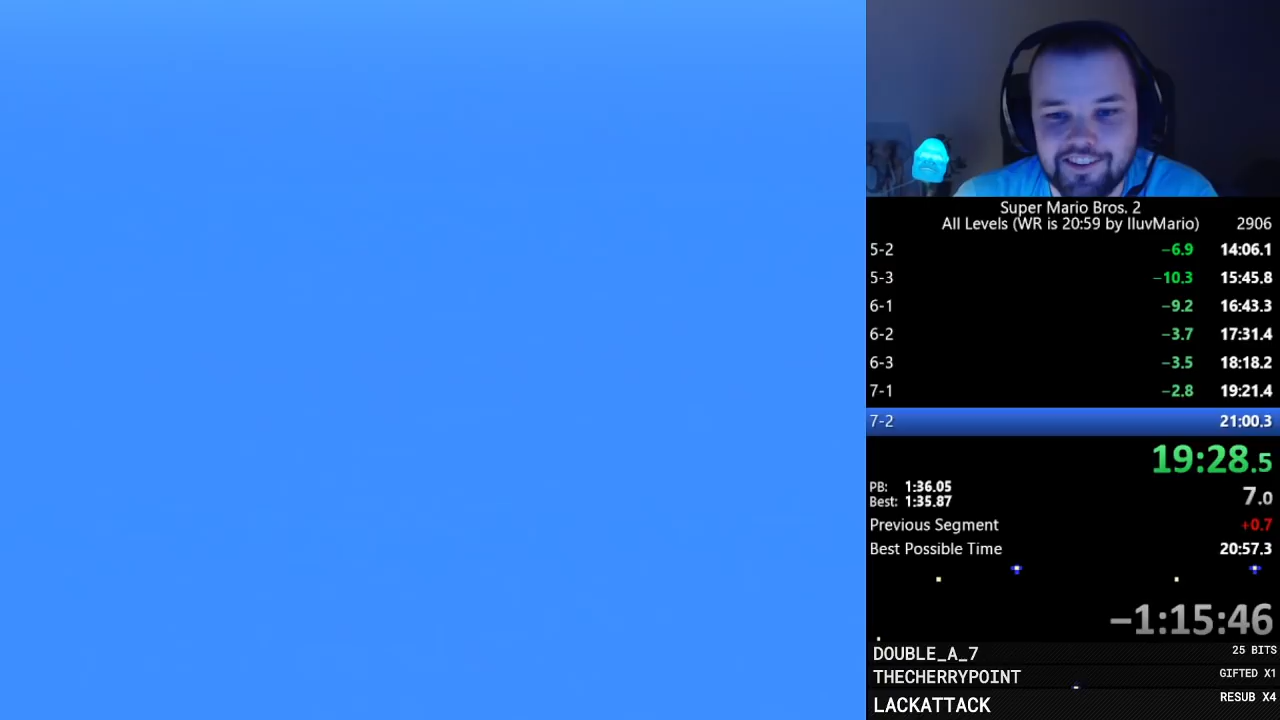 Super Mario Bros. 2
All Levels (WR is 20:59 by IluvMario) 2906
5-2 −6.9 14:06.1
5-3 −10.3 15:45.8
6-1 −9.2 16:43.3
6-2 −3.7 17:31.4
6-3 −3.5 18:18.2
7-1 −2.8 19:21.4
7-2 21:00.3
19:28.5
PB: 1:36.05
Best: 1:35.87
7.0
Previous Segment +0.7
Best Possible Time 20:57.3
−1:15:46
DOUBLE_A_7 25 BITS
THECHERRYPOINT GIFTED X1
LACKATTACK RESUB X4